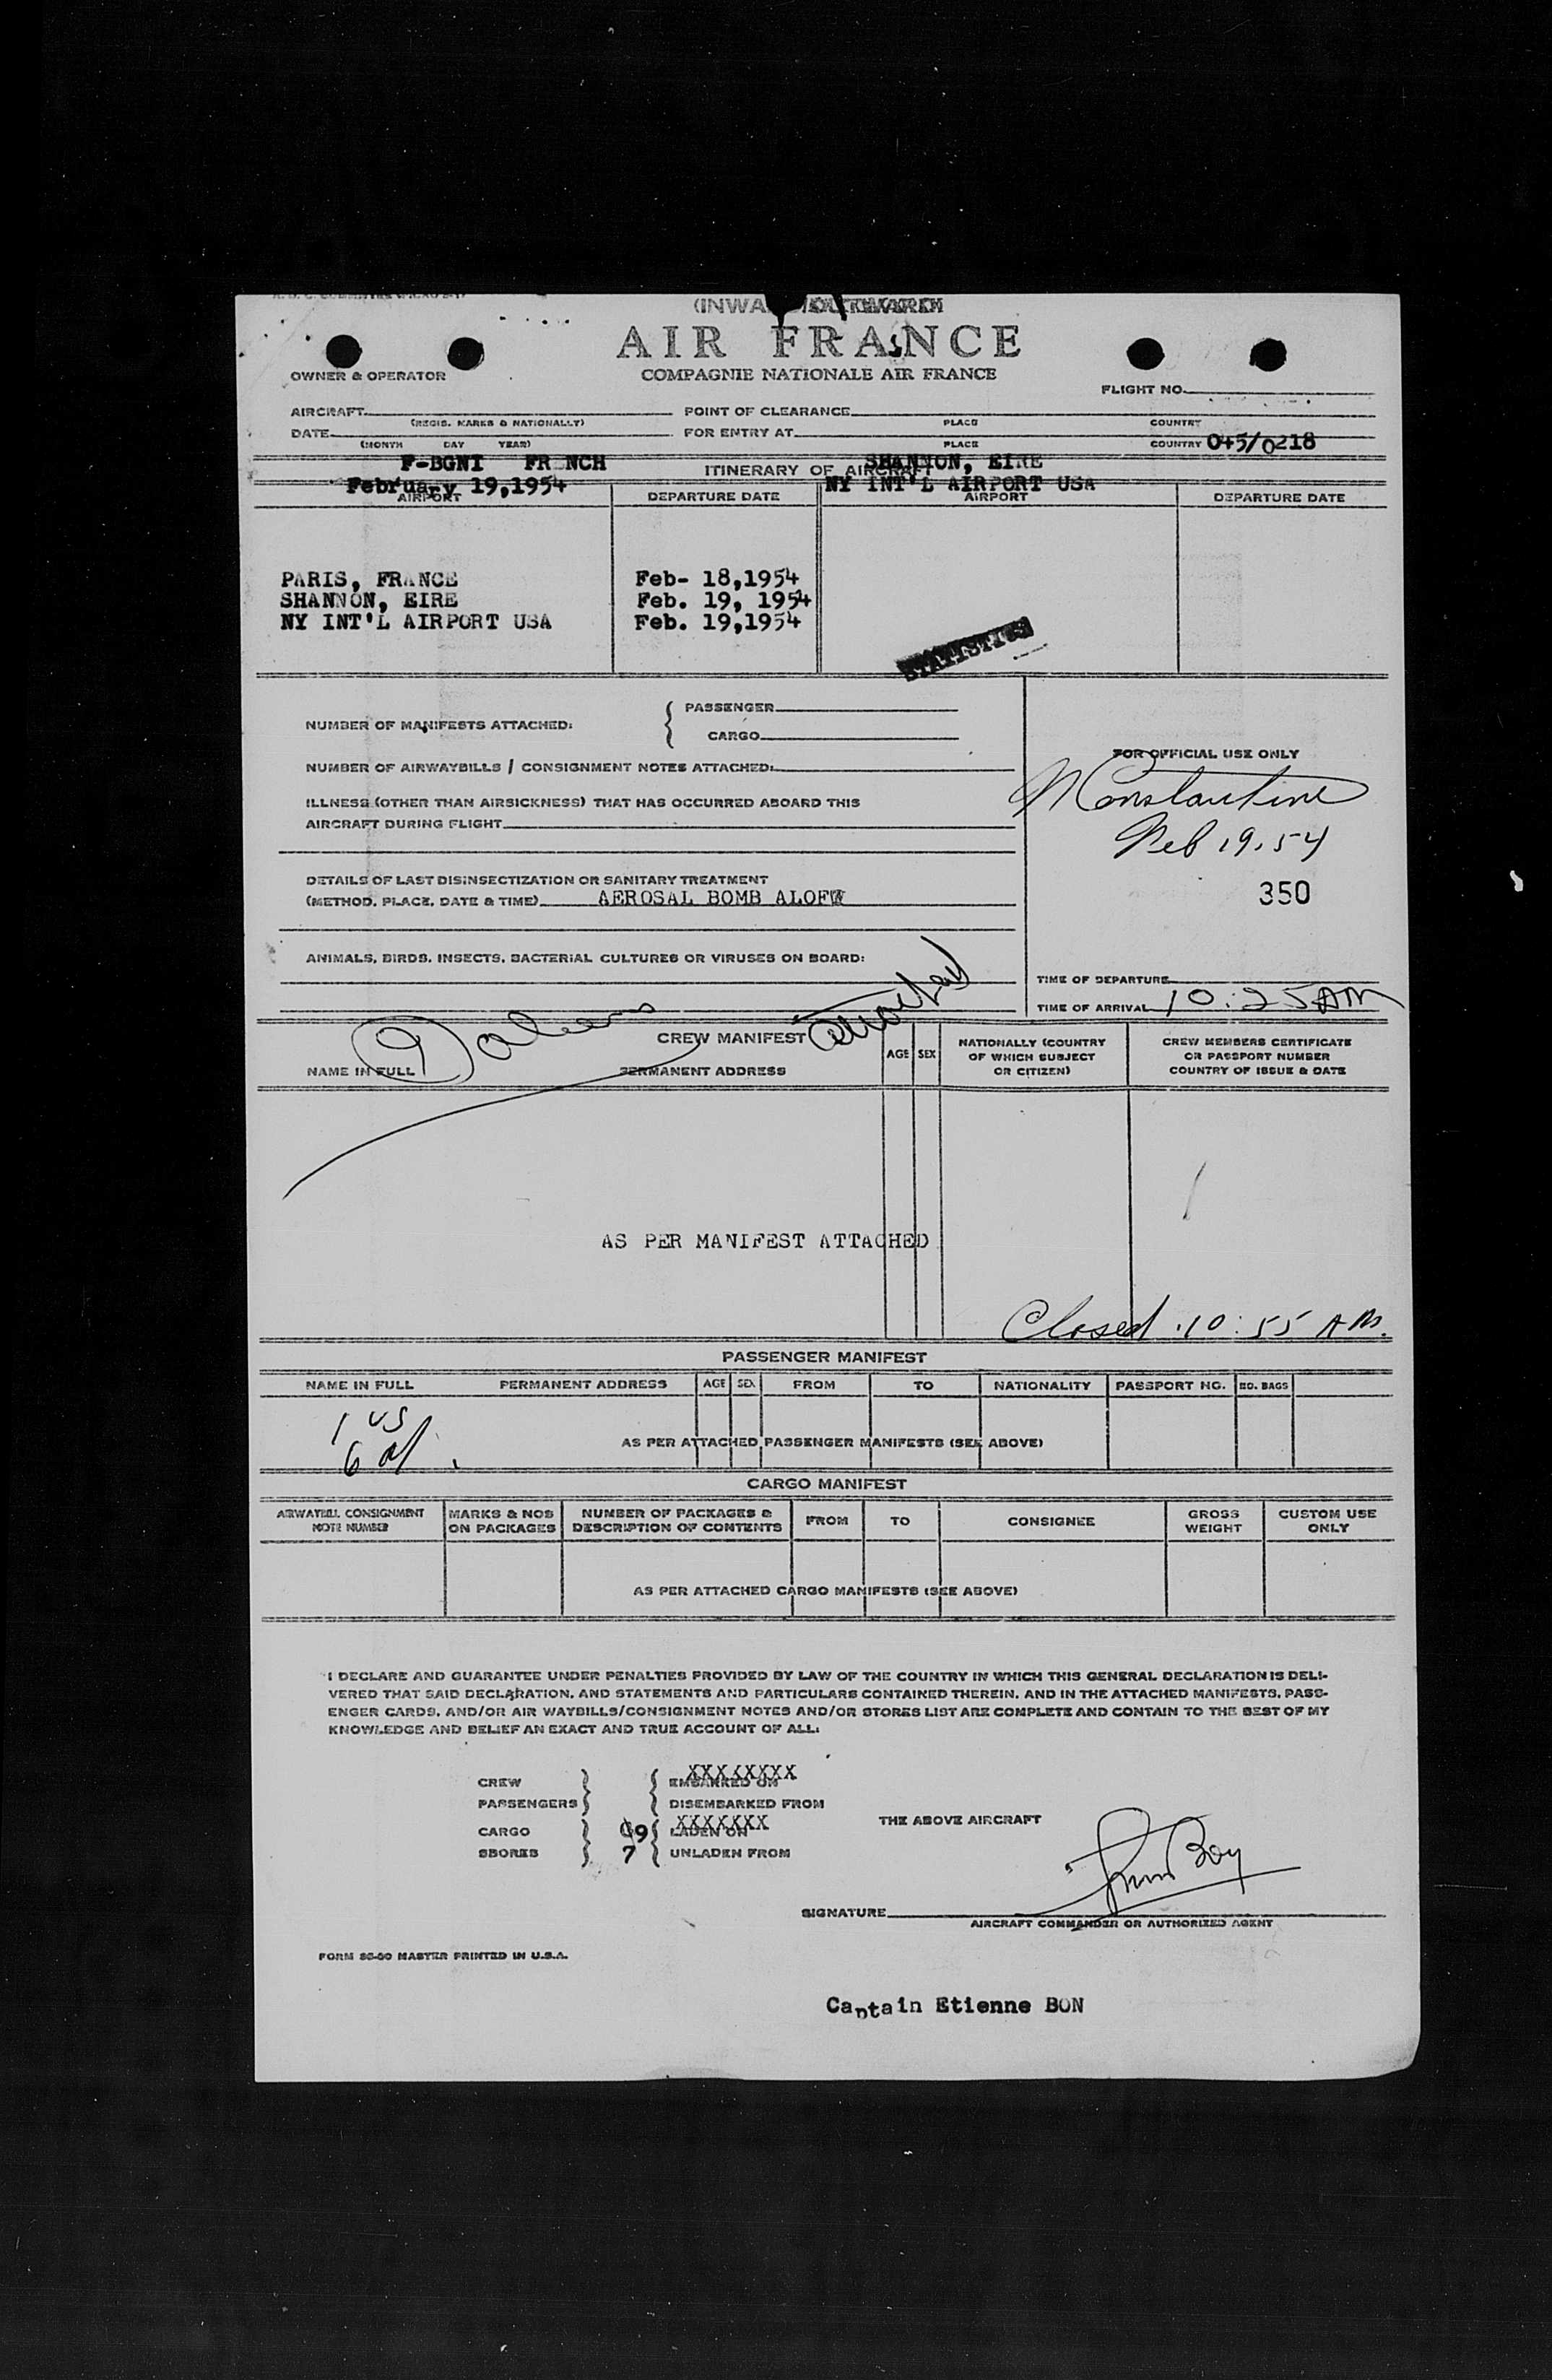 AIR FRANCE
OWNER & OPERATOR
COMPAGNIE NATIONALE AIR FRANCE
FLIGHT NO.
AIRCRAFT
(REGIS. MARKS & NATIONALLY)
POINT OF CLEARANCE
PLACE
COUNTRY
DATE
(MONTH DAY YEAR)
FOR ENTRY AT
PLACE
COUNTRY
045/0218
F-BGNI FRENCH
SHANNON, EIRE
ITINERARY OF AIRCRAFT
February 19,1954
NY INT'L AIRPORT USA
AIRPORT
DEPARTURE DATE
AIRPORT
DEPARTURE DATE
PARIS, FRANCE Feb- 18,1954
SHANNON, EIRE Feb. 19, 1954
NY INT'L AIRPORT USA Feb. 19,1954
STATISTICS
NUMBER OF MANIFESTS ATTACHED:
PASSENGER
CARGO
NUMBER OF AIRWAYBILLS / CONSIGNMENT NOTES ATTACHED:
ILLNESS (OTHER THAN AIRSICKNESS) THAT HAS OCCURRED ABOARD THIS
AIRCRAFT DURING FLIGHT
DETAILS OF LAST DISINSECTIZATION OR SANITARY TREATMENT
(METHOD, PLACE, DATE & TIME) AEROSAL BOMB ALOFW
ANIMALS, BIRDS, INSECTS, BACTERIAL CULTURES OR VIRUSES ON BOARD:
FOR OFFICIAL USE ONLY
M Constantine
Feb 19.54
350
TIME OF DEPARTURE
TIME OF ARRIVAL 10:25 AM
9 aliens attached
CREW MANIFEST
NAME IN FULL
PERMANENT ADDRESS
AGE
SEX
NATIONALLY (COUNTRY
OF WHICH SUBJECT
OR CITIZEN)
CREW MEMBERS CERTIFICATE
OR PASSPORT NUMBER
COUNTRY OF ISSUE & DATE
AS PER MANIFEST ATTACHED
Closed 10:55 AM.
PASSENGER MANIFEST
NAME IN FULL PERMANENT ADDRESS AGE SEX FROM TO NATIONALITY PASSPORT NO. NO. BAGS
1 US
6 al
AS PER ATTACHED PASSENGER MANIFESTS (SEE ABOVE)
CARGO MANIFEST
AIRWAYBILL CONSIGNMENT
NOTE NUMBER
MARKS & NOS
ON PACKAGES
NUMBER OF PACKAGES &
DESCRIPTION OF CONTENTS
FROM
TO
CONSIGNEE
GROSS
WEIGHT
CUSTOM USE
ONLY
AS PER ATTACHED CARGO MANIFESTS (SEE ABOVE)
I DECLARE AND GUARANTEE UNDER PENALTIES PROVIDED BY LAW OF THE COUNTRY IN WHICH THIS GENERAL DECLARATION IS DELI-
VERED THAT SAID DECLARATION, AND STATEMENTS AND PARTICULARS CONTAINED THEREIN, AND IN THE ATTACHED MANIFESTS, PASS-
ENGER CARDS, AND/OR AIR WAYBILLS/CONSIGNMENT NOTES AND/OR STORES LIST ARE COMPLETE AND CONTAIN TO THE BEST OF MY
KNOWLEDGE AND BELIEF AN EXACT AND TRUE ACCOUNT OF ALL:
XXXXXXXX
CREW EMBARKED ON
PASSENGERS DISEMBARKED FROM
XXXXXXX
CARGO 9 LADEN ON
SBORES 7 UNLADEN FROM
THE ABOVE AIRCRAFT
SIGNATURE
AIRCRAFT COMMANDER OR AUTHORIZED AGENT
FORM 86-50 MASTER PRINTED IN U.S.A.
Captain Etienne BON